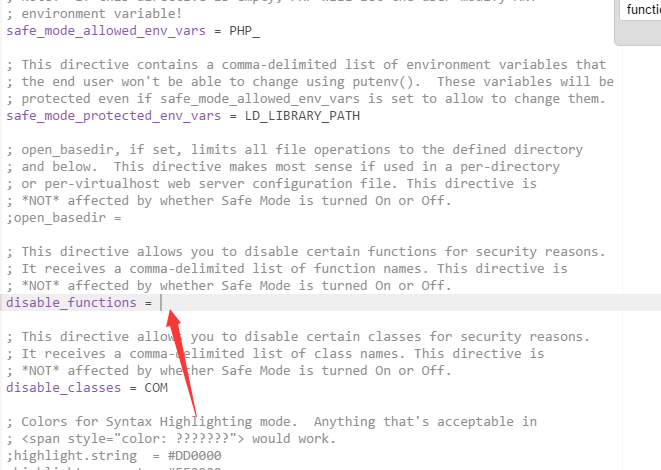 ; environment variable!
safe_mode_allowed_env_vars = PHP_
functio
; This directive contains a comma-delimited list of environment variables that
; the end user won't be able to change using putenv().  These variables will be
; protected even if safe_mode_allowed_env_vars is set to allow to change them.
safe_mode_protected_env_vars = LD_LIBRARY_PATH
; open_basedir, if set, limits all file operations to the defined directory
; and below.  This directive makes most sense if used in a per-directory
; or per-virtualhost web server configuration file. This directive is
; *NOT* affected by whether Safe Mode is turned On or Off.
;open_basedir =
; This directive allows you to disable certain functions for security reasons.
; It receives a comma-delimited list of function names. This directive is
; *NOT* affected by whether Safe Mode is turned On or Off.
disable_functions =
; This directive allows you to disable certain classes for security reasons.
; It receives a comma-delimited list of class names. This directive is
; *NOT* affected by whether Safe Mode is turned On or Off.
disable_classes = COM
; Colors for Syntax Highlighting mode.  Anything that's acceptable in
; <span style="color: ???????"> would work.
;highlight.string  = #DD0000